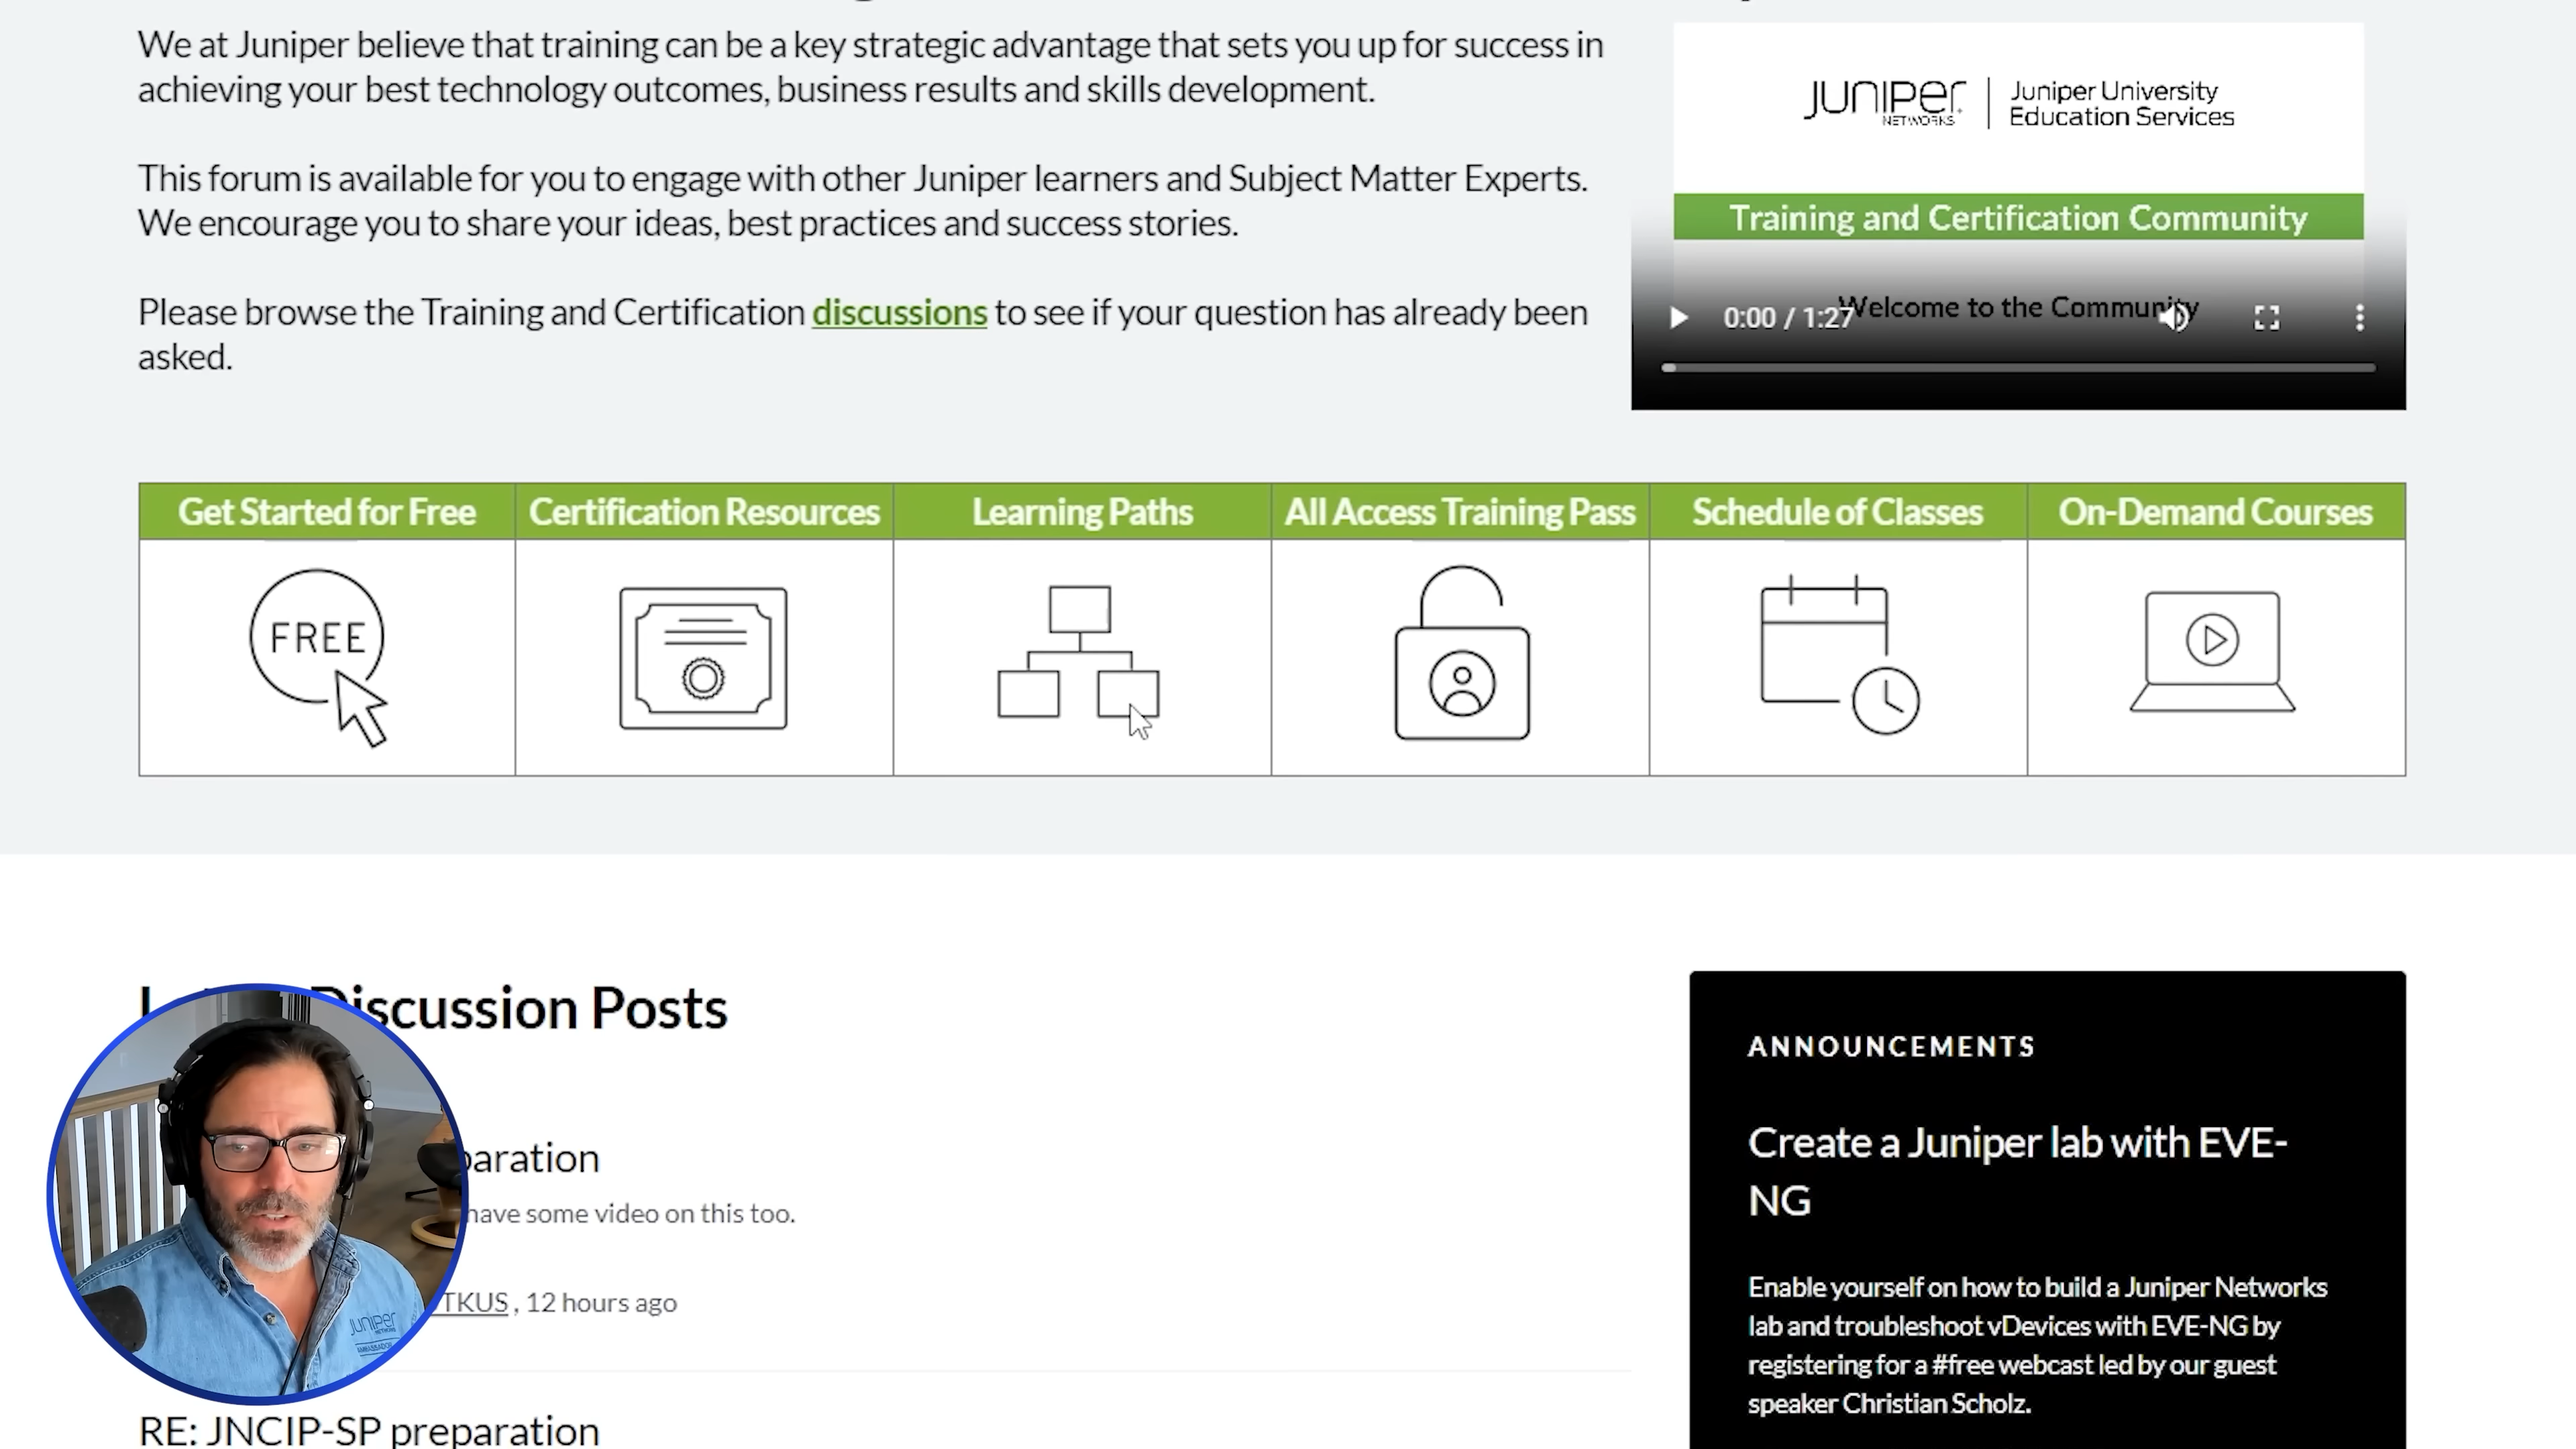 We at Juniper believe that training can be a key strategic advantage that sets you up for success in
achieving your best technology outcomes, business results and skills development.
This forum is available for you to engage with other Juniper learners and Subject Matter Experts.
We encourage you to share your ideas, best practices and success stories.
Please browse the Training and Certification discussions to see if your question has already been
asked.
JUNIPER NETWORKS
Juniper University
Education Services
Training and Certification Community
Welcome to the Community
0:00 / 1:27
Get Started for Free
Certification Resources
Learning Paths
All Access Training Pass
Schedule of Classes
On-Demand Courses
FREE
Discussion Posts
paration
have some video on this too.
TKUS , 12 hours ago
RE: JNCIP-SP preparation
JUNIPER
AMBASSADOR
ANNOUNCEMENTS
Create a Juniper lab with EVE-
NG
Enable yourself on how to build a Juniper Networks
lab and troubleshoot vDevices with EVE-NG by
registering for a #free webcast led by our guest
speaker Christian Scholz.